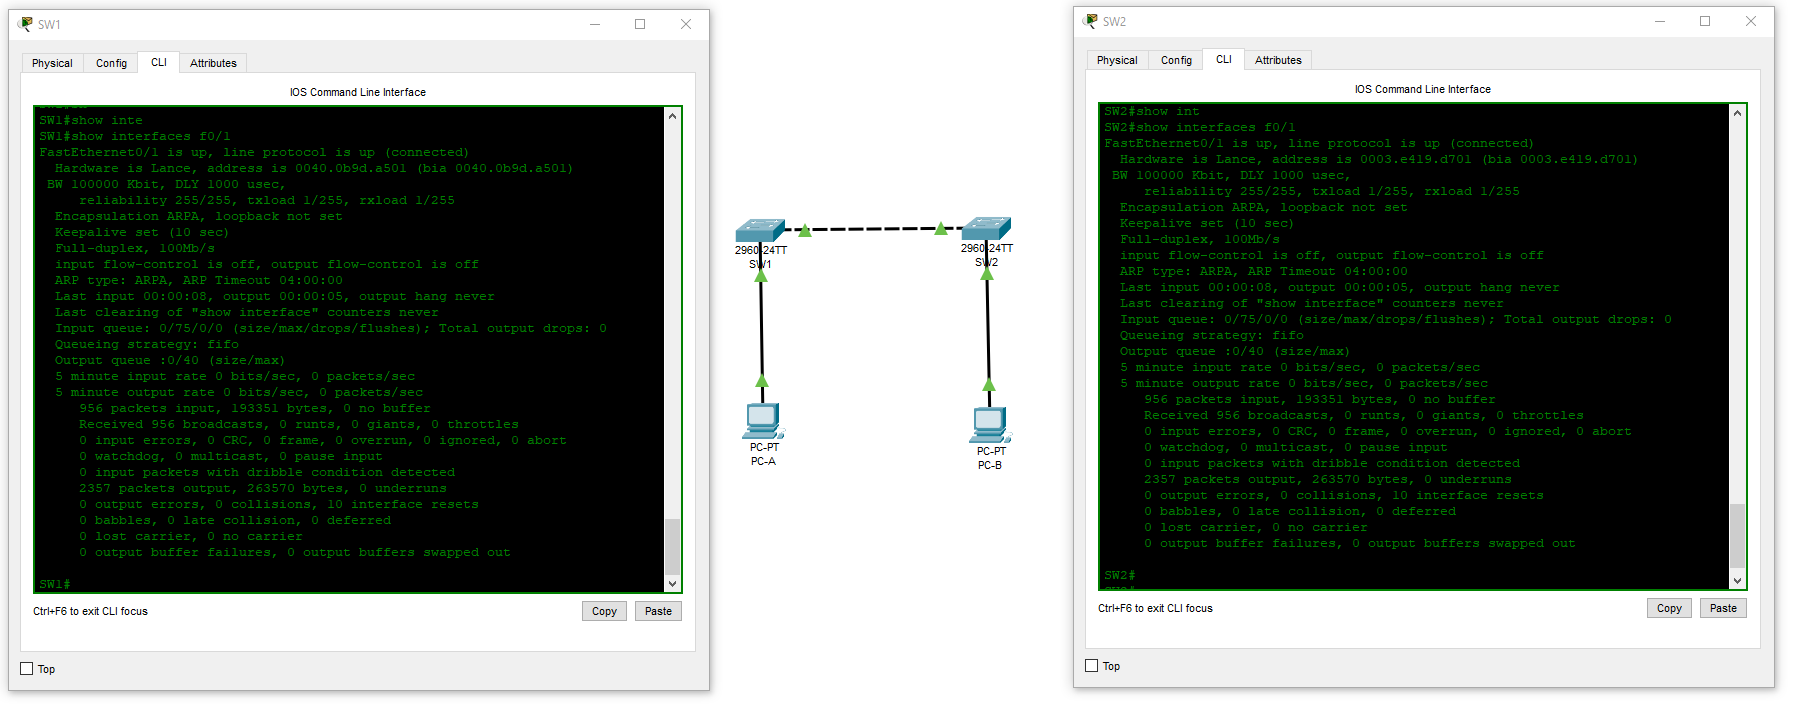 SW1
Physical Config CLI Attributes
IOS Command Line Interface
SW1#show inte
SW1#show interfaces f0/1
FastEthernet0/1 is up, line protocol is up (connected)
Hardware is Lance, address is 0040.0b9d.a501 (bia 0040.0b9d.a501)
BW 100000 Kbit, DLY 1000 usec,
reliability 255/255, txload 1/255, rxload 1/255
Encapsulation ARPA, loopback not set
Keepalive set (10 sec)
Full-duplex, 100Mb/s
input flow-control is off, output flow-control is off
ARP type: ARPA, ARP Timeout 04:00:00
Last input 00:00:08, output 00:00:05, output hang never
Last clearing of "show interface" counters never
Input queue: 0/75/0/0 (size/max/drops/flushes); Total output drops: 0
Queueing strategy: fifo
Output queue :0/40 (size/max)
5 minute input rate 0 bits/sec, 0 packets/sec
5 minute output rate 0 bits/sec, 0 packets/sec
956 packets input, 193351 bytes, 0 no buffer
Received 956 broadcasts, 0 runts, 0 giants, 0 throttles
0 input errors, 0 CRC, 0 frame, 0 overrun, 0 ignored, 0 abort
0 watchdog, 0 multicast, 0 pause input
0 input packets with dribble condition detected
2357 packets output, 263570 bytes, 0 underruns
0 output errors, 0 collisions, 10 interface resets
0 babbles, 0 late collision, 0 deferred
0 lost carrier, 0 no carrier
0 output buffer failures, 0 output buffers swapped out
SW1#
Ctrl+F6 to exit CLI focus
Copy
Paste
Top
2960-24TT
SW1
2960-24TT
SW2
PC-PT
PC-A
PC-PT
PC-B
SW2
Physical Config CLI Attributes
IOS Command Line Interface
SW2#show int
SW2#show interfaces f0/1
FastEthernet0/1 is up, line protocol is up (connected)
Hardware is Lance, address is 0003.e419.d701 (bia 0003.e419.d701)
BW 100000 Kbit, DLY 1000 usec,
reliability 255/255, txload 1/255, rxload 1/255
Encapsulation ARPA, loopback not set
Keepalive set (10 sec)
Full-duplex, 100Mb/s
input flow-control is off, output flow-control is off
ARP type: ARPA, ARP Timeout 04:00:00
Last input 00:00:08, output 00:00:05, output hang never
Last clearing of "show interface" counters never
Input queue: 0/75/0/0 (size/max/drops/flushes); Total output drops: 0
Queueing strategy: fifo
Output queue :0/40 (size/max)
5 minute input rate 0 bits/sec, 0 packets/sec
5 minute output rate 0 bits/sec, 0 packets/sec
956 packets input, 193351 bytes, 0 no buffer
Received 956 broadcasts, 0 runts, 0 giants, 0 throttles
0 input errors, 0 CRC, 0 frame, 0 overrun, 0 ignored, 0 abort
0 watchdog, 0 multicast, 0 pause input
0 input packets with dribble condition detected
2357 packets output, 263570 bytes, 0 underruns
0 output errors, 0 collisions, 10 interface resets
0 babbles, 0 late collision, 0 deferred
0 lost carrier, 0 no carrier
0 output buffer failures, 0 output buffers swapped out
SW2#
Ctrl+F6 to exit CLI focus
Copy
Paste
Top